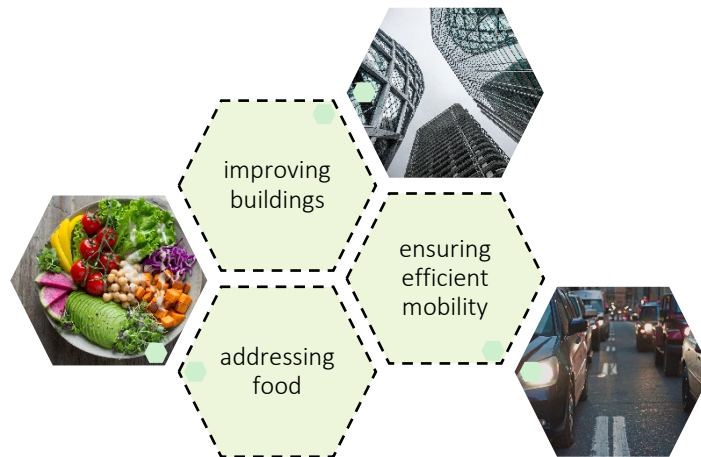 improving
buildings
ensuring
efficient
mobility
addressing
food